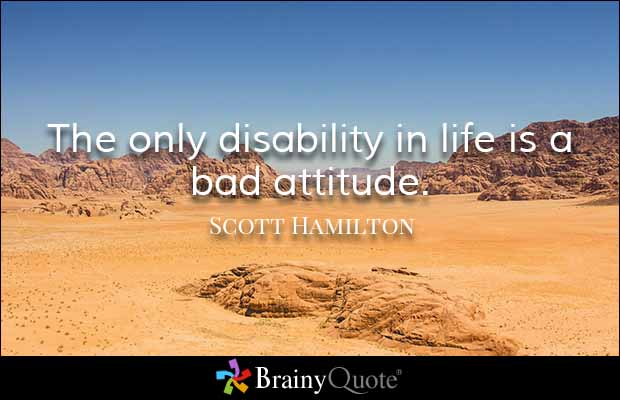 The only disability in life is a
bad attitude.
Scott Hamilton
BrainyQuote®